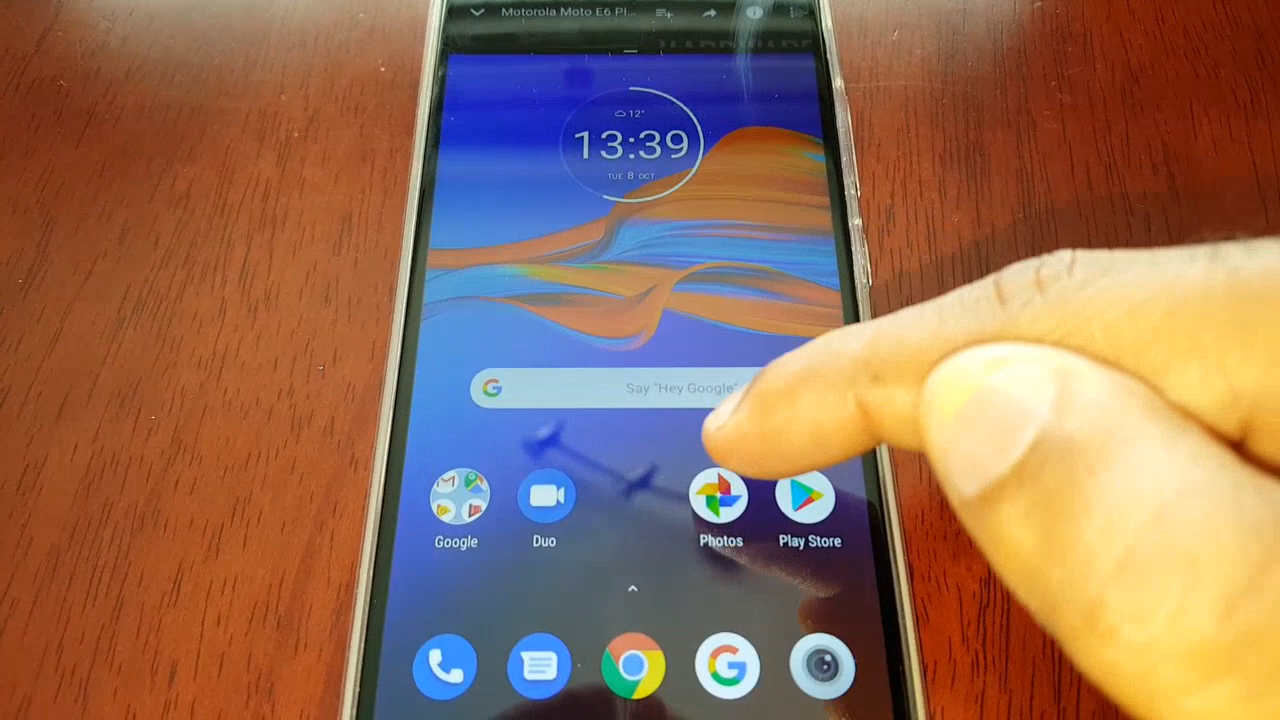 Motorola Moto E6 Pl...
12°
13:39
TUE 8 OCT
Say "Hey Google"
Google
Duo
Photos
Play Store